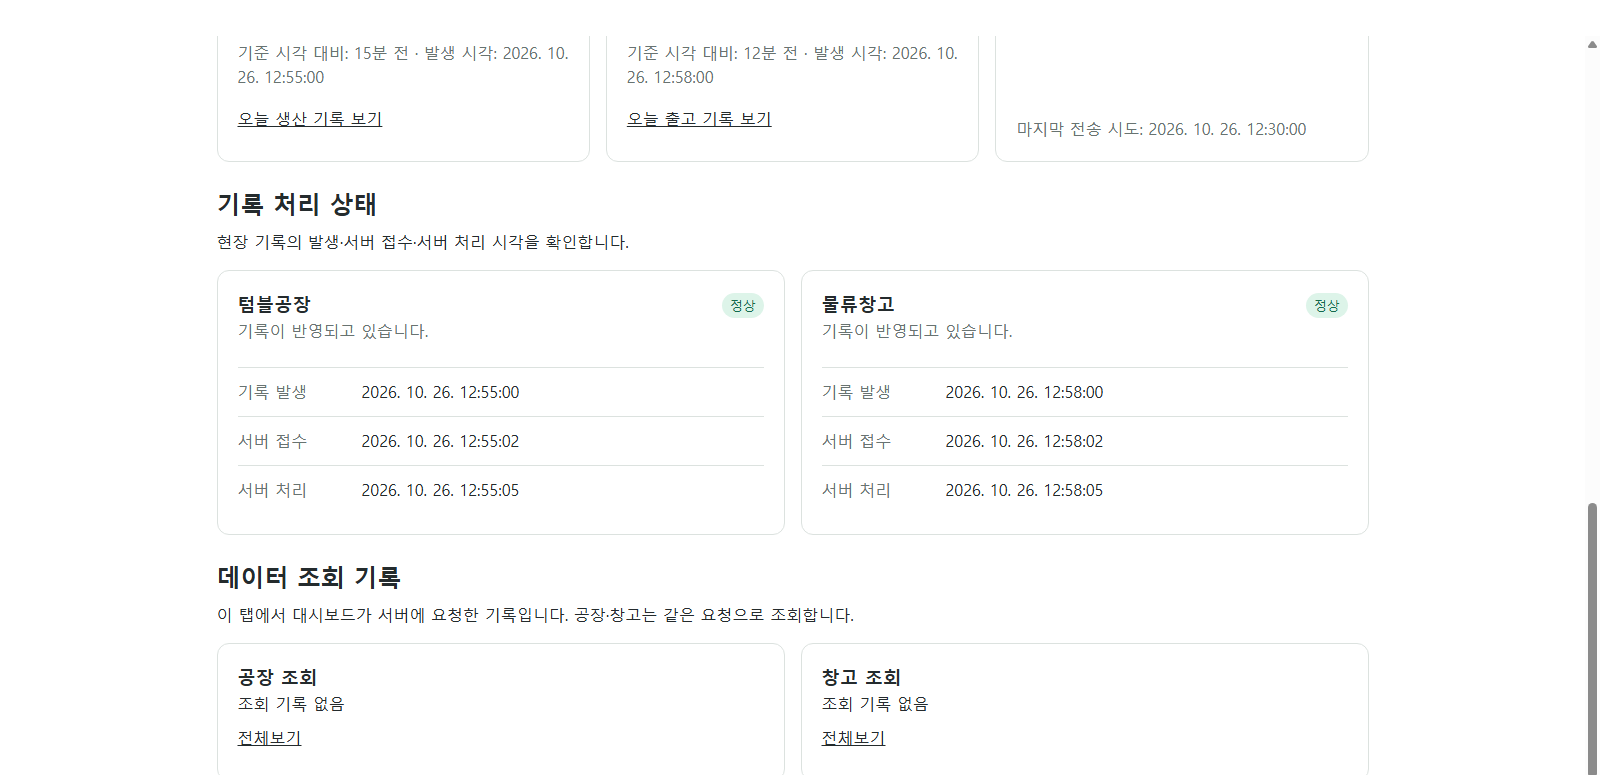 기준 시각 대비: 15분 전 · 발생 시각: 2026. 10.
26. 12:55:00
오늘 생산 기록 보기
기준 시각 대비: 12분 전 · 발생 시각: 2026. 10.
26. 12:58:00
오늘 출고 기록 보기
마지막 전송 시도: 2026. 10. 26. 12:30:00
기록 처리 상태
현장 기록의 발생·서버 접수·서버 처리 시각을 확인합니다.
텀블공장
정상
기록이 반영되고 있습니다.
기록 발생 2026. 10. 26. 12:55:00
서버 접수 2026. 10. 26. 12:55:02
서버 처리 2026. 10. 26. 12:55:05
물류창고
정상
기록이 반영되고 있습니다.
기록 발생 2026. 10. 26. 12:58:00
서버 접수 2026. 10. 26. 12:58:02
서버 처리 2026. 10. 26. 12:58:05
데이터 조회 기록
이 탭에서 대시보드가 서버에 요청한 기록입니다. 공장·창고는 같은 요청으로 조회합니다.
공장 조회
조회 기록 없음
전체보기
창고 조회
조회 기록 없음
전체보기